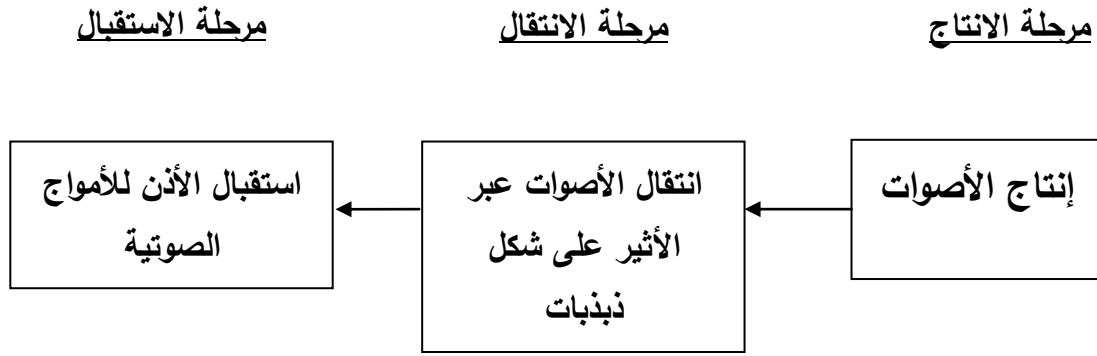 مرحلة الانتاج
مرحلة الانتقال
مرحلة الاستقبال
إنتاج الأصوات
انتقال الأصوات عبر
الأثير على شكل
ذبذبات
استقبال الأذن للأمواج
الصوتية